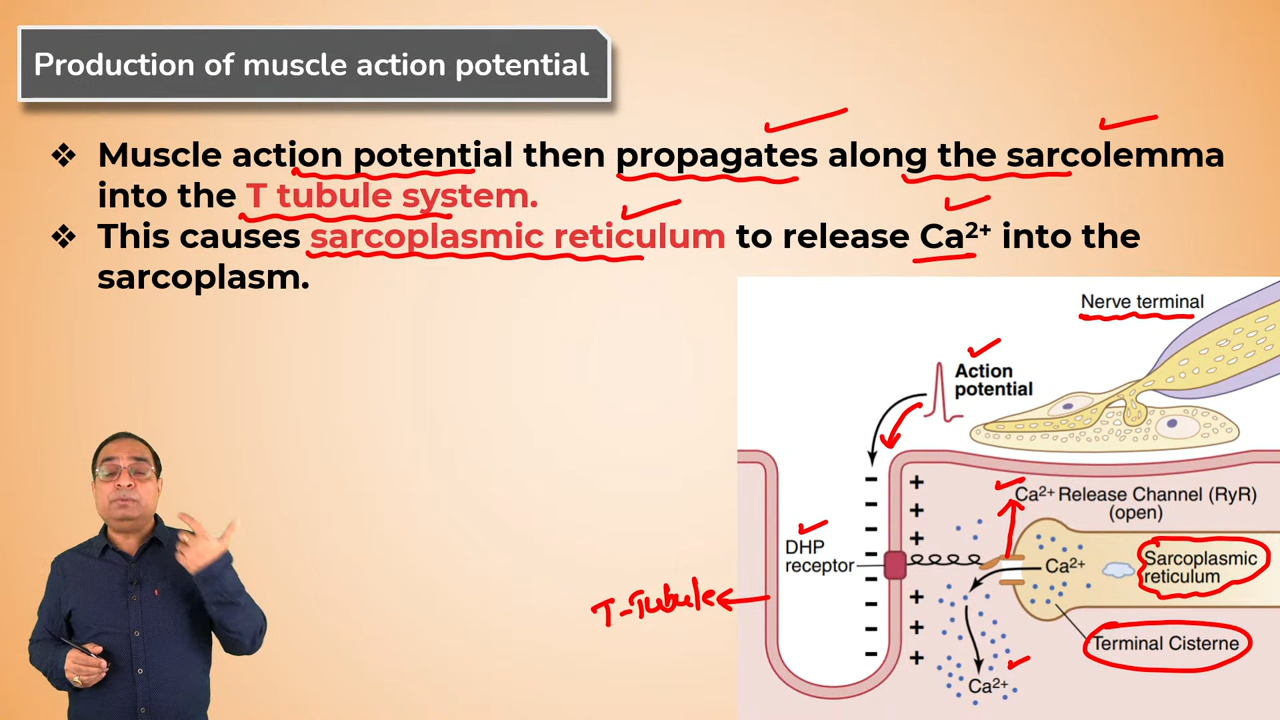 Production of muscle action potential
❖ Muscle action potential then propagates along the sarcolemma
into the T tubule system.
❖ This causes sarcoplasmic reticulum to release Ca²⁺ into the
sarcoplasm.
Nerve terminal
Action
potential
Ca²⁺ Release Channel (RyR)
(open)
DHP
receptor
Ca²⁺
Sarcoplasmic
reticulum
T-Tubule
Terminal Cisterne
Ca²⁺